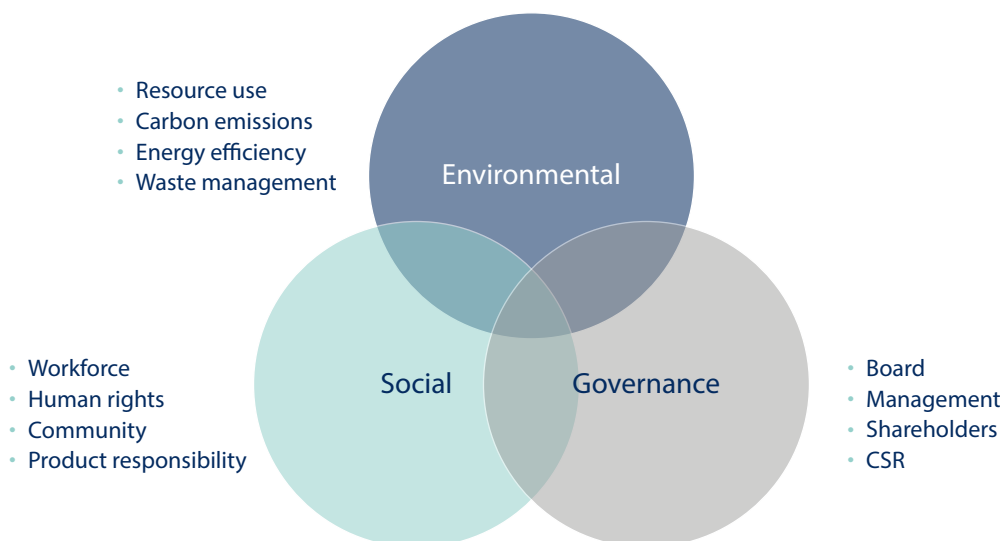 • Resource use
• Carbon emissions
• Energy efficiency
• Waste management
Environmental
• Workforce
• Human rights
• Community
• Product responsibility
Social
Governance
• Board
• Management
• Shareholders
• CSR